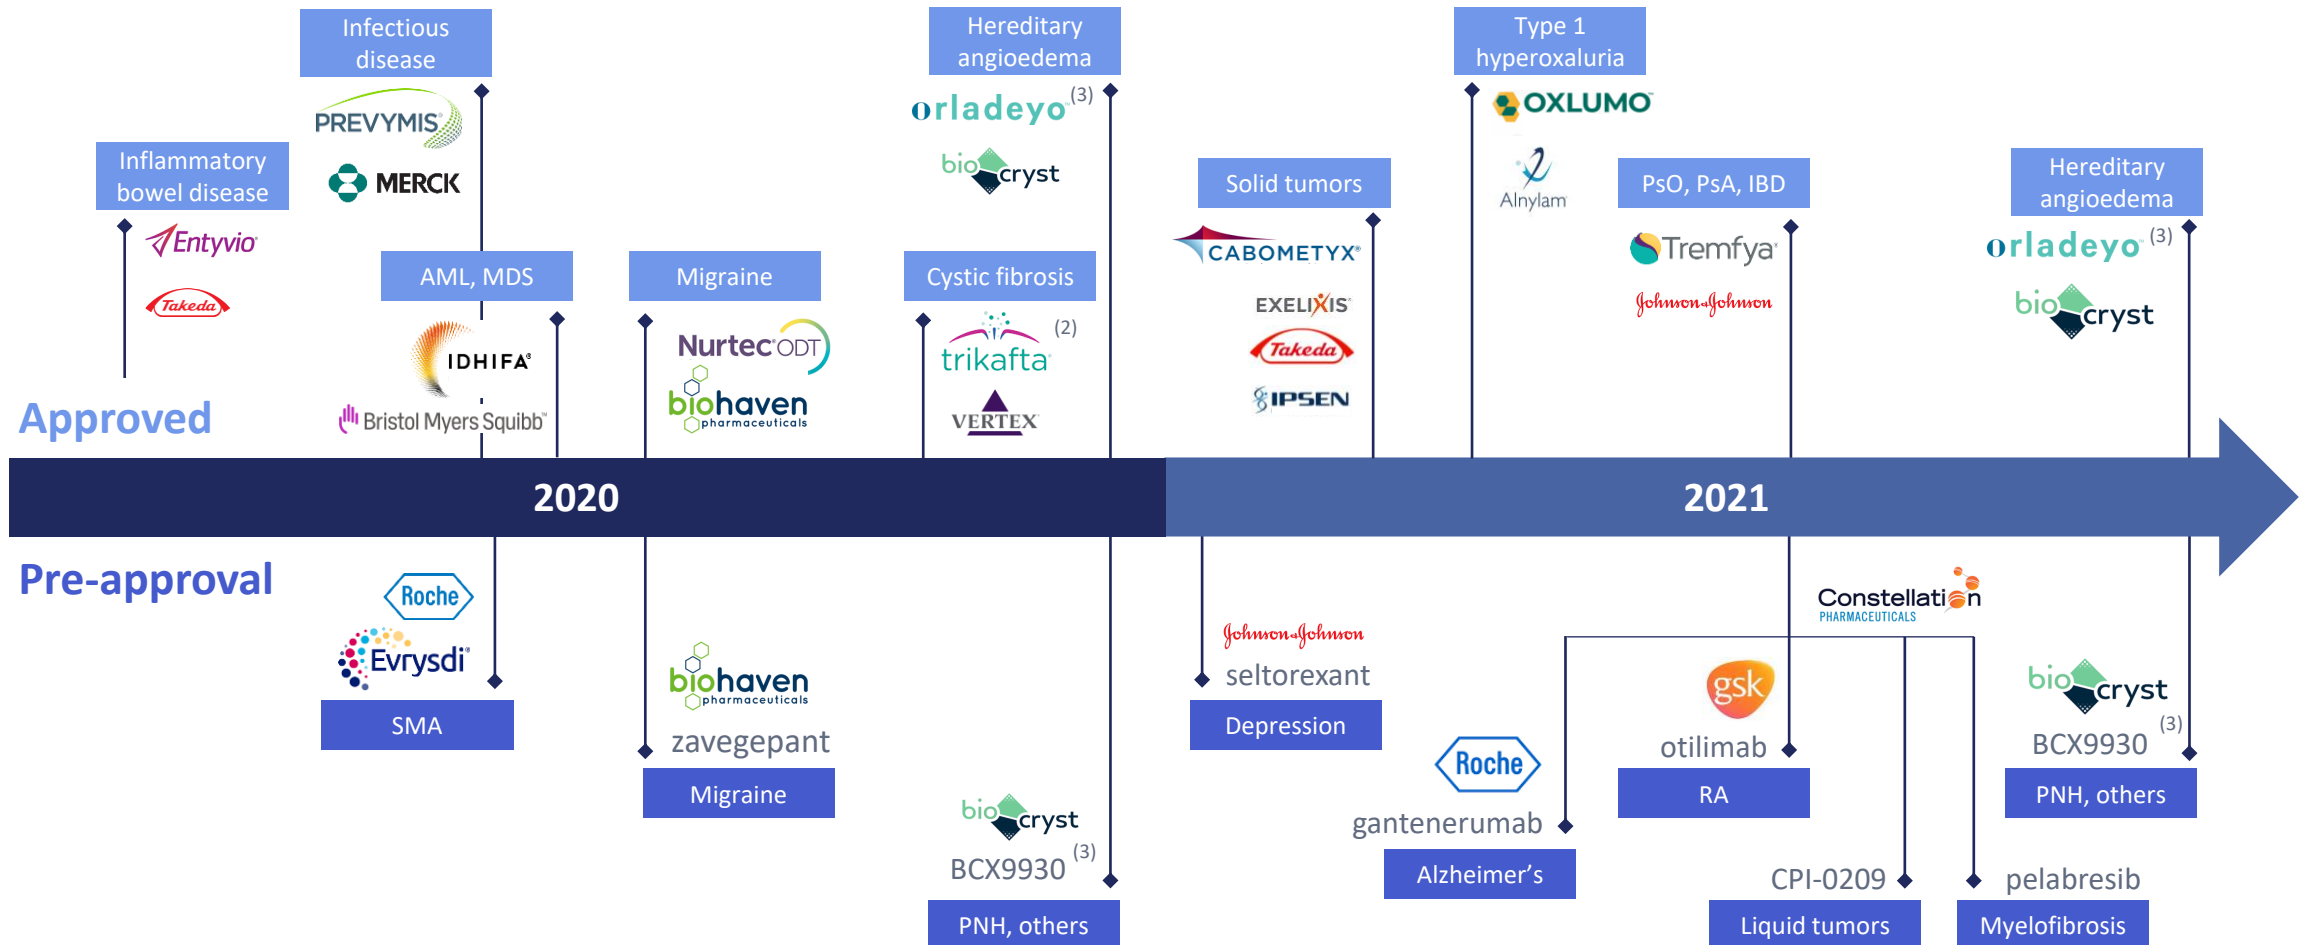 Infectious
disease
PREVYMIS®
MERCK
Inflammatory
bowel disease
Entyvio®
Takeda
AML, MDS
IDHIFA®
Bristol Myers Squibb™
Migraine
Nurtec® ODT
biohaven
pharmaceuticals
Hereditary
angioedema
orladeyo™ (3)
biocryst
Cystic fibrosis
trikafta® (2)
VERTEX
Solid tumors
CABOMETYX®
EXELIXIS®
Takeda
IPSEN
Type 1
hyperoxaluria
OXLUMO™
Alnylam
PsO, PsA, IBD
Tremfya®
Johnson & Johnson
Hereditary
angioedema
orladeyo™ (3)
biocryst
Approved
2020
2021
Pre-approval
Roche
Evrysdi®
SMA
biohaven
pharmaceuticals
zavegepant
Migraine
biocryst
BCX9930 (3)
PNH, others
Johnson & Johnson
seltorexant
Depression
Roche
gantenerumab
Alzheimer’s
Constellation
PHARMACEUTICALS
gsk
otilimab
RA
CPI-0209
Liquid tumors
pelabresib
Myelofibrosis
biocryst
BCX9930 (3)
PNH, others